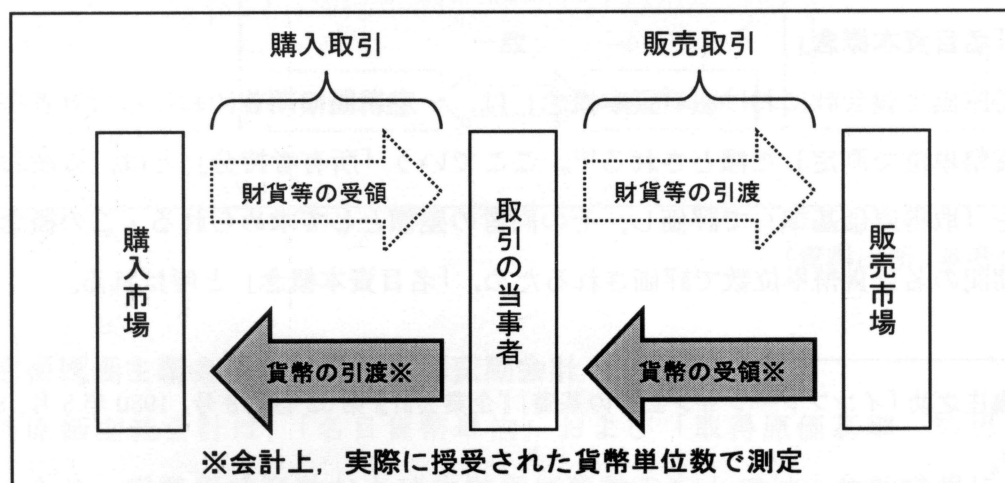 購入取引
販売取引
財貨等の受領
財貨等の引渡
購入市場
取引の当事者
販売市場
貨幣の引渡※
貨幣の受領※
※会計上，実際に授受された貨幣単位数で測定